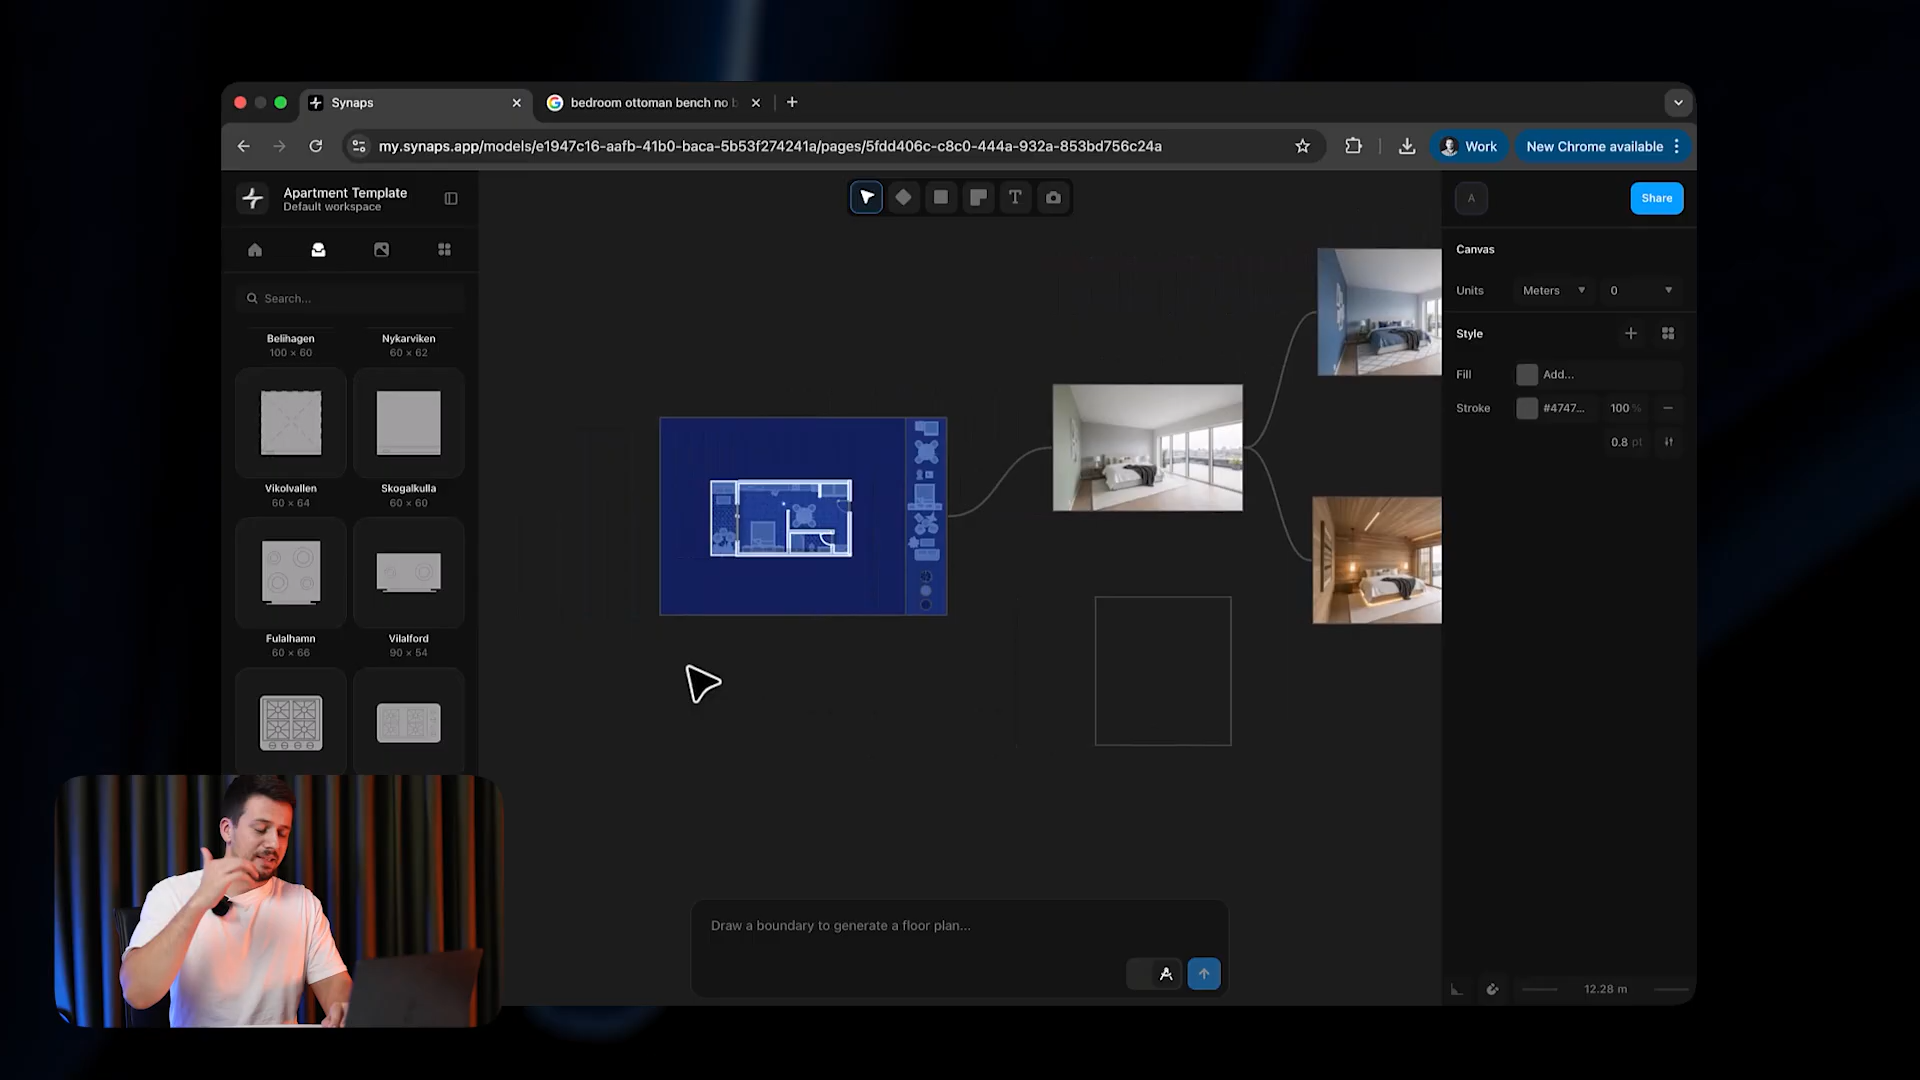 Synaps
bedroom ottoman bench no
my.synaps.app/models/e1947c16-aafb-41b0-baca-5b53f274241a/pages/5fdd406c-c8c0-444a-932a-853bd756c24a
Work
New Chrome available
Apartment Template
Default workspace
T
A
Share
Search...
Belihagen
100 × 60
Nykarviken
60 × 62
Vikolvallen
60 × 64
Skogalkulla
60 × 60
Fulalhamn
60 × 66
Vilalford
90 × 54
Canvas
Units
Meters
0
Style
Fill
Add...
Stroke
#4747...
100 %
0.8 pt
Draw a boundary to generate a floor plan...
12.28 m